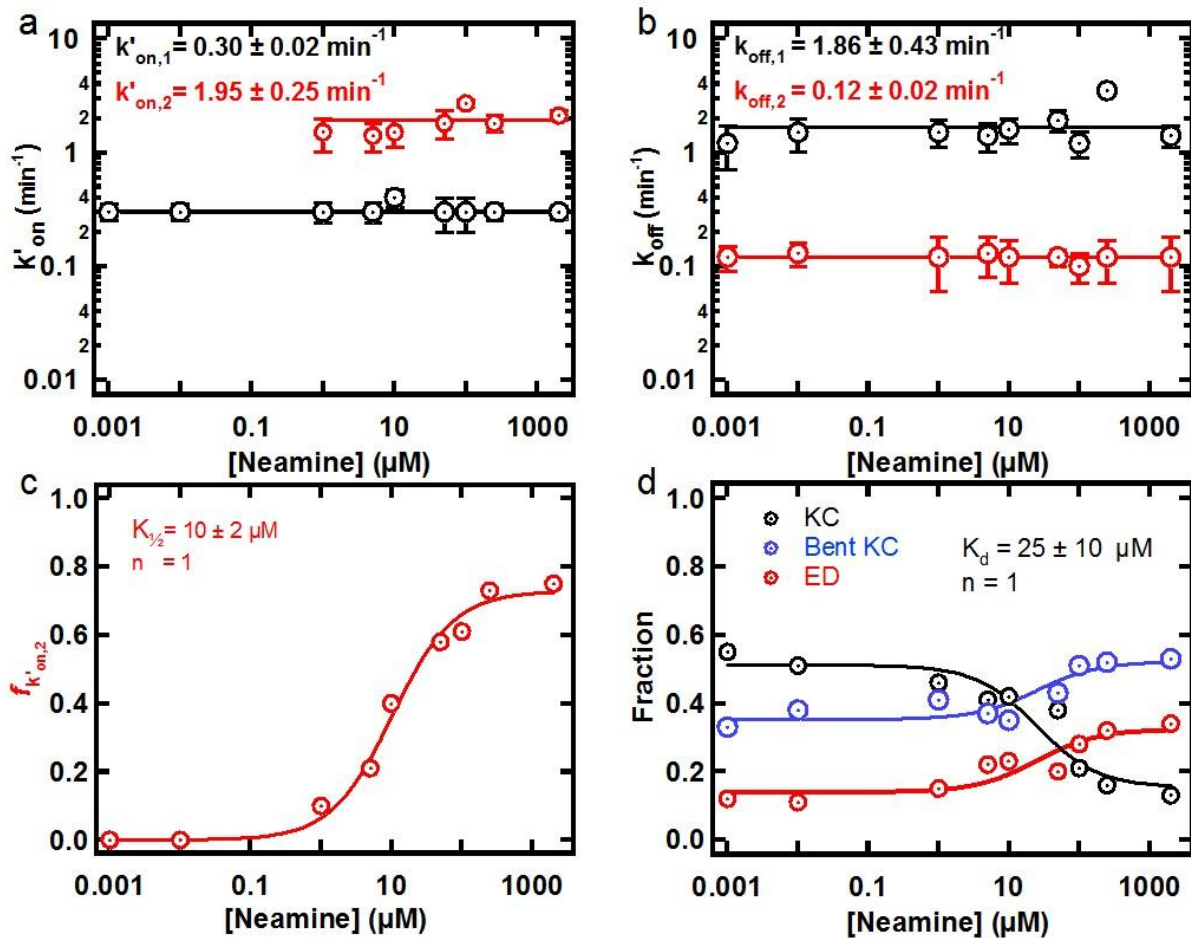 a
k'on,1= 0.30 ± 0.02 min-1
k'on,2= 1.95 ± 0.25 min-1
k'on (min-1)
10
4
2
1
4
2
0.1
4
2
0.01
0.001 0.1 10 1000
[Neamine] (µM)
b
koff,1 = 1.86 ± 0.43 min-1
koff,2 = 0.12 ± 0.02 min-1
koff (min-1)
10
4
2
1
4
2
0.1
4
2
0.01
0.001 0.1 10 1000
[Neamine] (µM)
c
K½= 10 ± 2 µM
n = 1
fk'on,2
1.0
0.8
0.6
0.4
0.2
0.0
0.001 0.1 10 1000
[Neamine] (µM)
d
KC
Bent KC
ED
Kd = 25 ± 10 µM
n = 1
Fraction
1.0
0.8
0.6
0.4
0.2
0.0
0.001 0.1 10 1000
[Neamine] (µM)